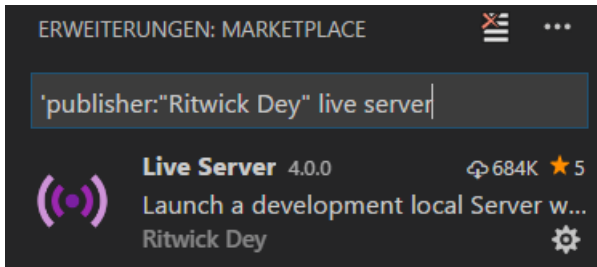 ERWEITERUNGEN: MARKETPLACE
'publisher:"Ritwick Dey" live server
Live Server 4.0.0 684K 5
Launch a development local Server w...
Ritwick Dey